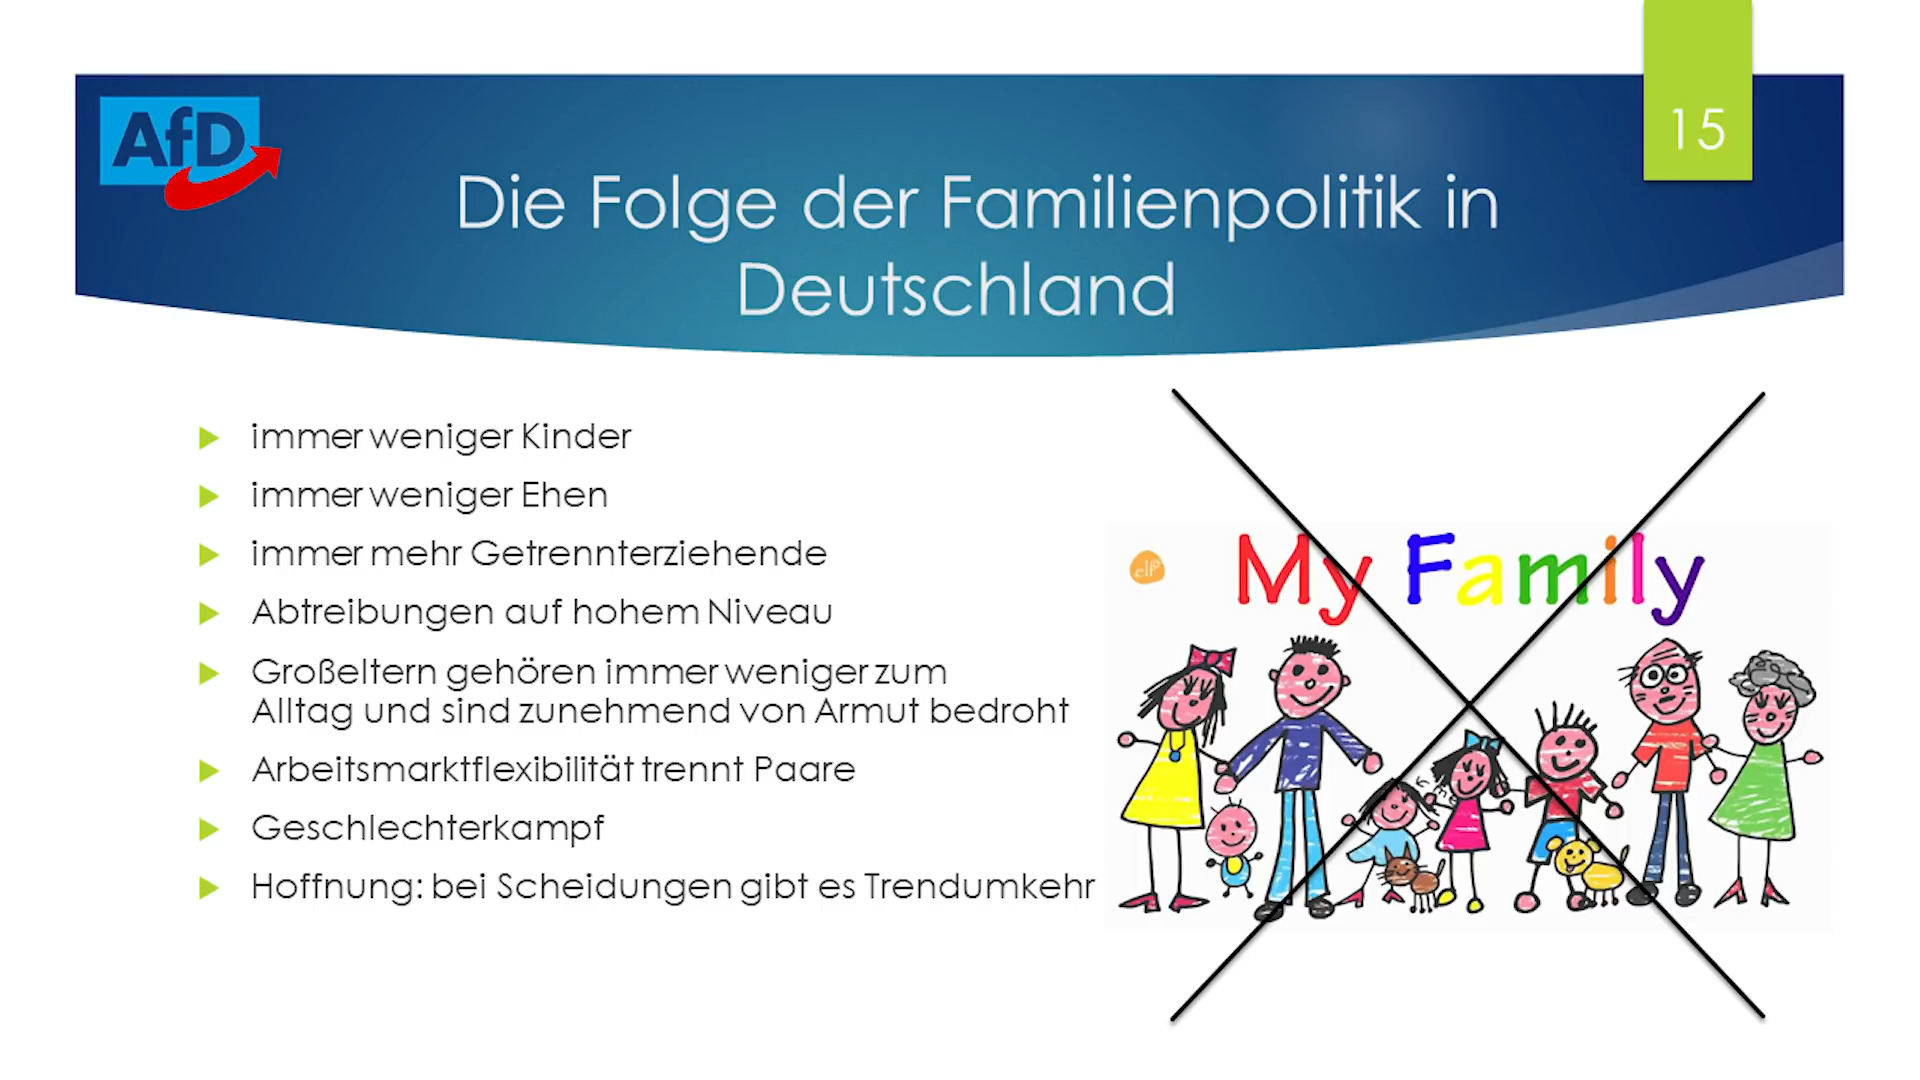 AfD
15
Die Folge der Familienpolitik in
Deutschland
immer weniger Kinder
immer weniger Ehen
immer mehr Getrennterziehende
Abtreibungen auf hohem Niveau
Großeltern gehören immer weniger zum
Alltag und sind zunehmend von Armut bedroht
Arbeitsmarktflexibilität trennt Paare
Geschlechterkampf
Hoffnung: bei Scheidungen gibt es Trendumkehr
elf
My Family
me